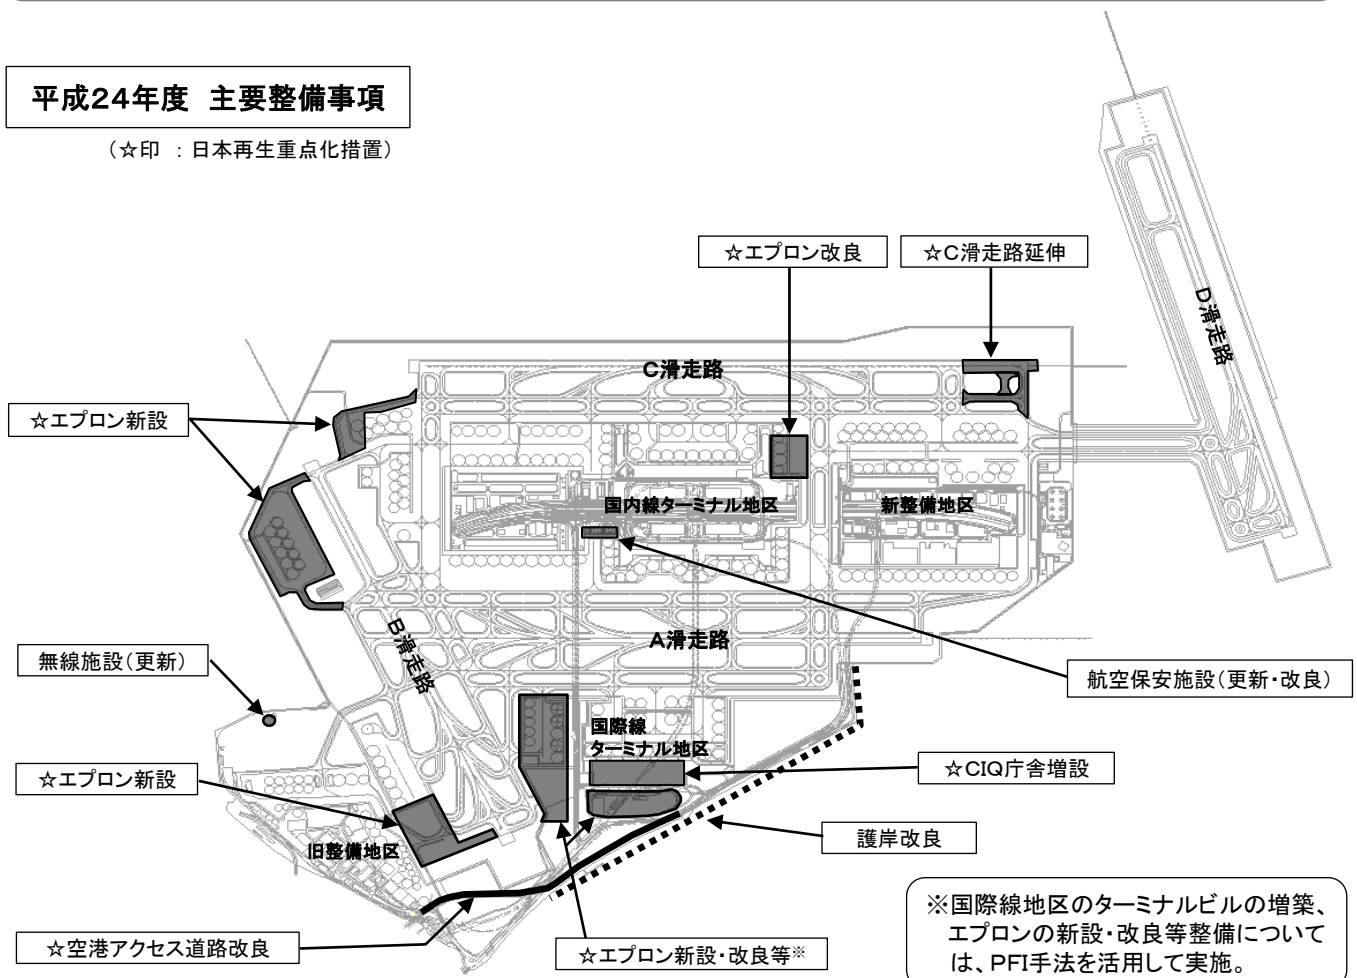 平成24年度 主要整備事項
（☆印 ：日本再生重点化措置）
☆エプロン改良
☆C滑走路延伸
D滑走路
C滑走路
☆エプロン新設
国内線ターミナル地区
新整備地区
B滑走路
A滑走路
無線施設（更新）
航空保安施設（更新・改良）
国際線
ターミナル地区
☆エプロン新設
☆CIQ庁舎増設
護岸改良
旧整備地区
☆空港アクセス道路改良
☆エプロン新設・改良等※
※国際線地区のターミナルビルの増築、
エプロンの新設・改良等整備について
は、PFI手法を活用して実施。